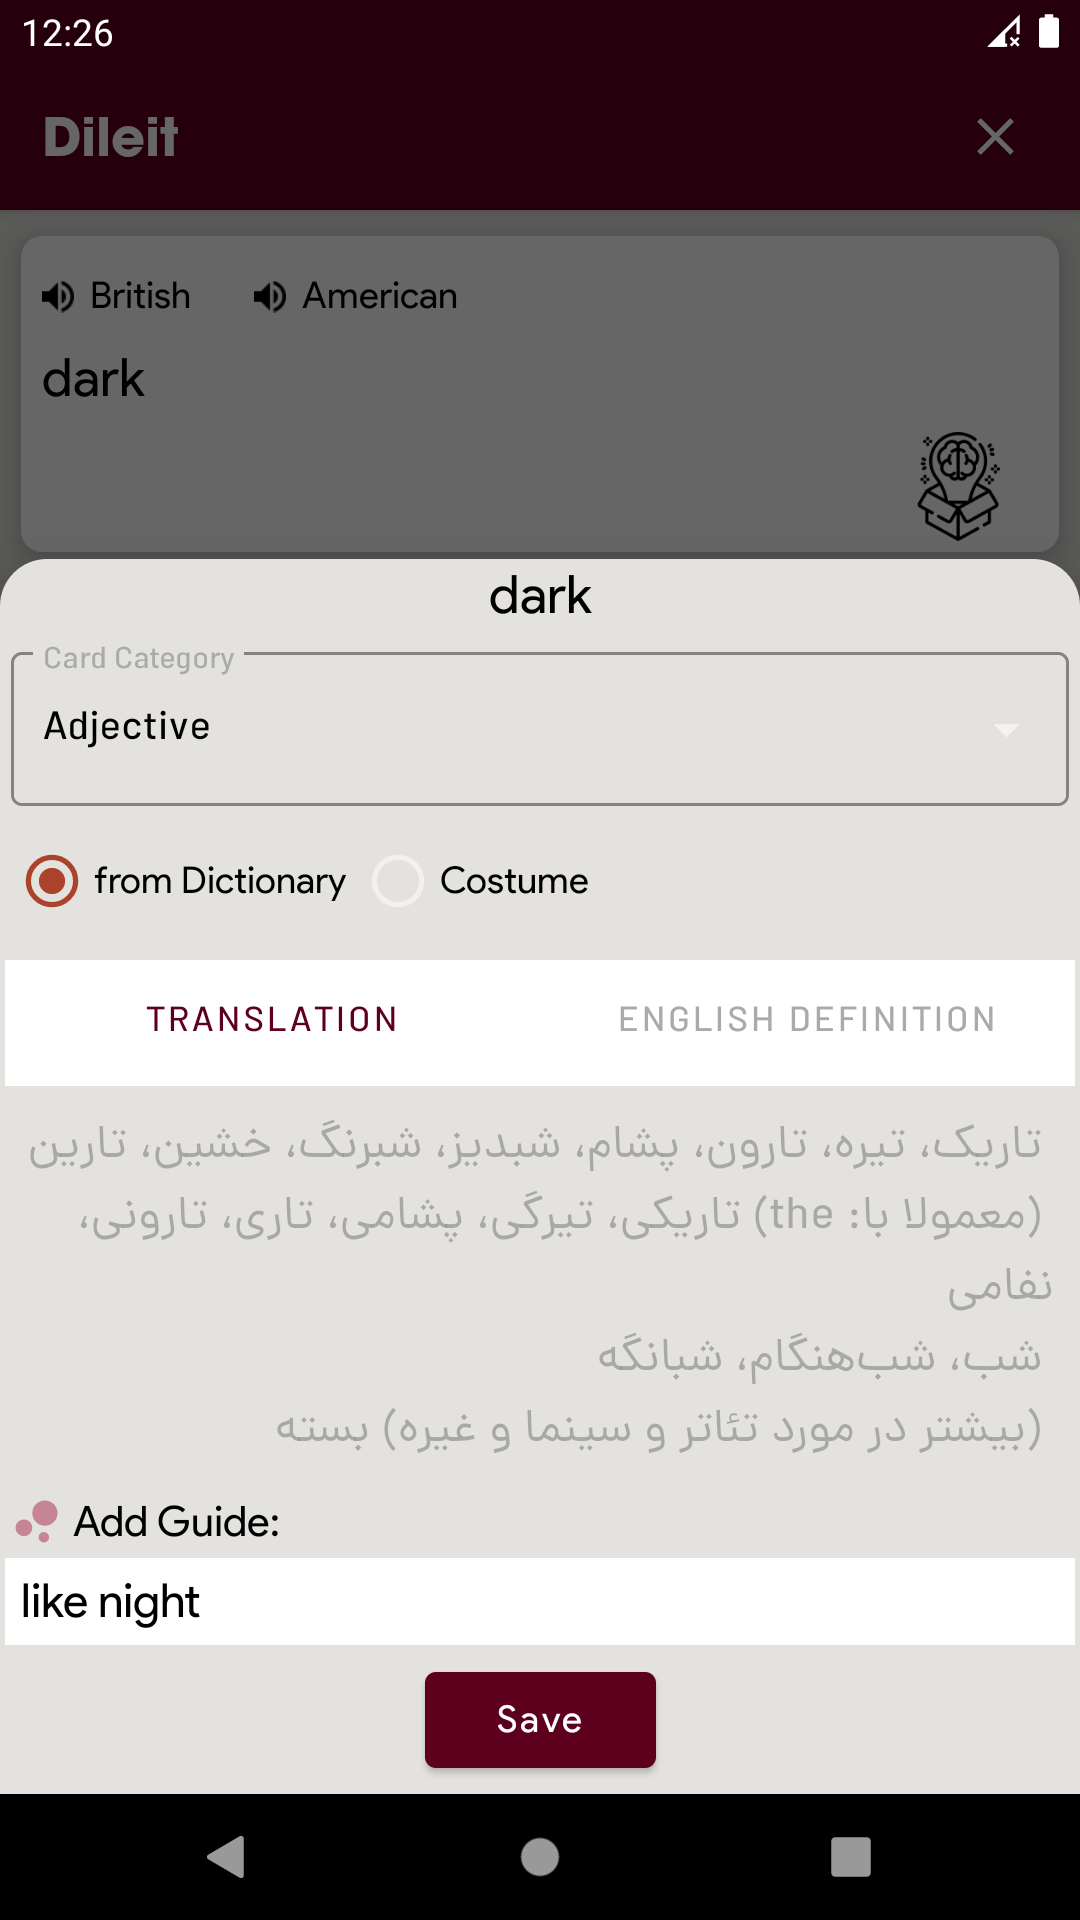 12:26
Dileit
British
American
dark
dark
Card Category
Adjective
from Dictionary
Costume
TRANSLATION
ENGLISH DEFINITION
تاریک، تیره، تارون، پشام، شبدیز، شبرنگ، خشین، تارین
(معمولا با: the) تاریکی، تیرگی، پشامی، تاری، تارونی،
نفامی
شب، شب‌هنگام، شبانگه
(بیشتر در مورد تئاتر و سینما و غیره) بسته
Add Guide:
like night
Save